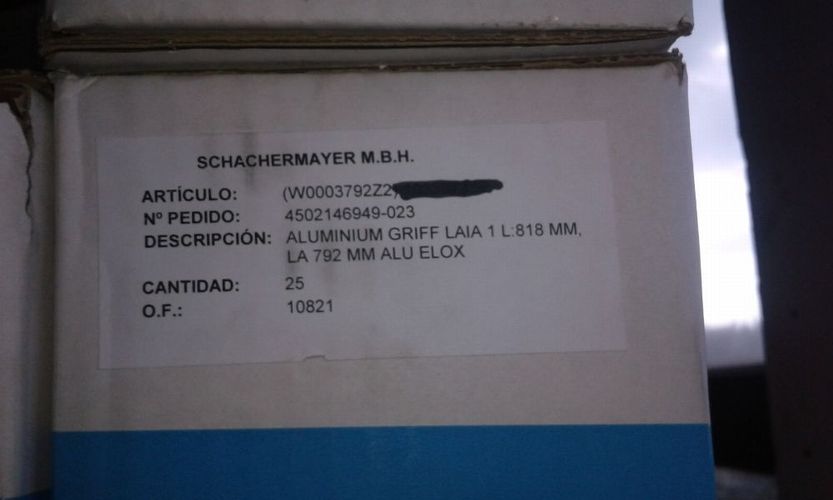 SCHACHERMAYER M.B.H.
ARTÍCULO: (W0003792Z2)
Nº PEDIDO: 4502146949-023
DESCRIPCIÓN: ALUMINIUM GRIFF LAIA 1 L:818 MM,
LA 792 MM ALU ELOX
CANTIDAD: 25
O.F.: 10821